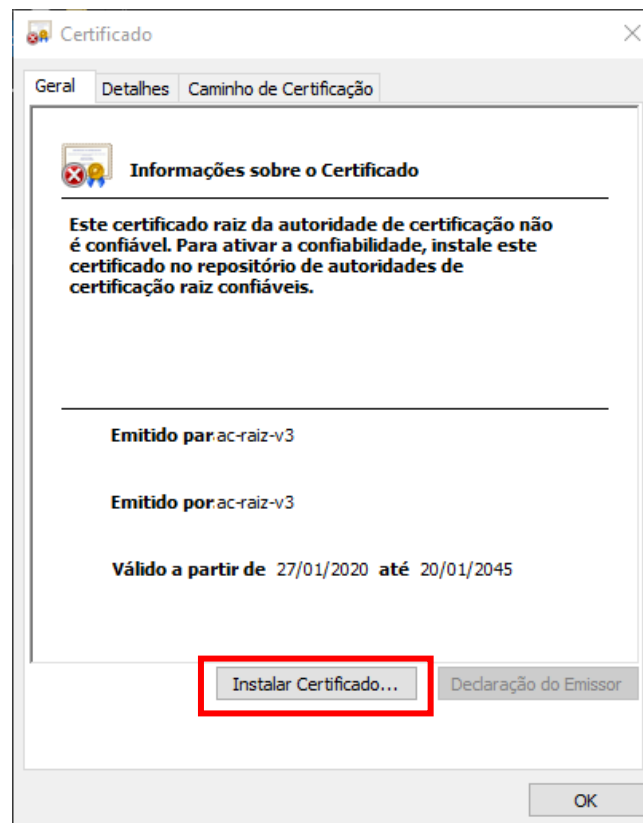 Certificado
Geral Detalhes Caminho de Certificação
Informações sobre o Certificado
Este certificado raiz da autoridade de certificação não
é confiável. Para ativar a confiabilidade, instale este
certificado no repositório de autoridades de
certificação raiz confiáveis.
Emitido par ac-raiz-v3
Emitido por ac-raiz-v3
Válido a partir de 27/01/2020 até 20/01/2045
Instalar Certificado... Declaração do Emissor
OK